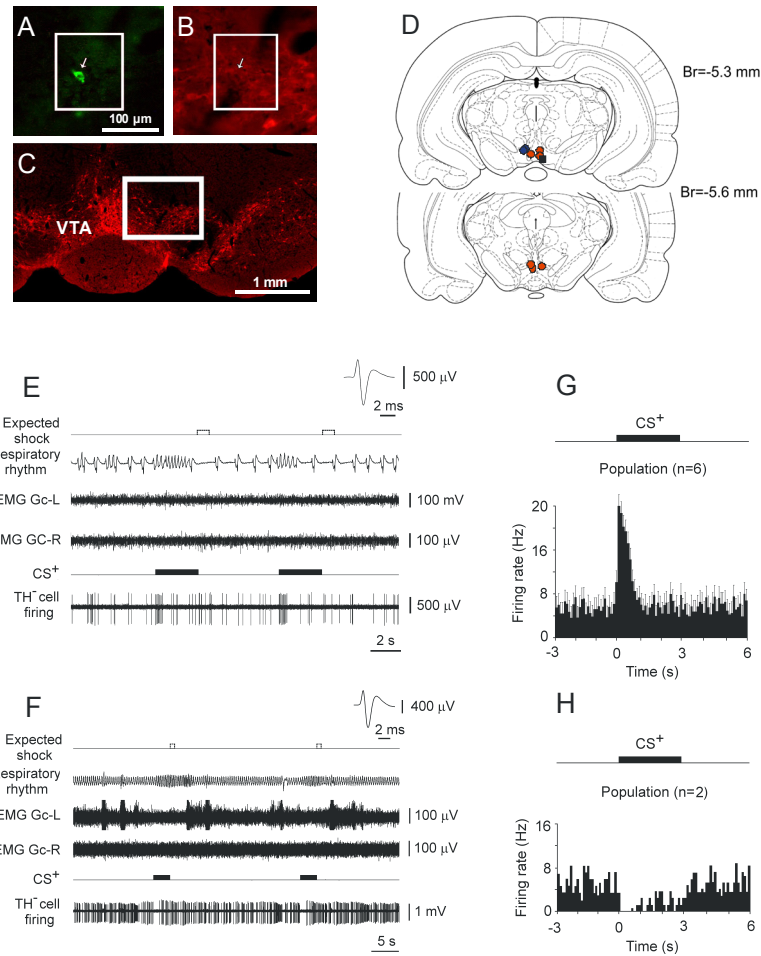 A
B
D
100 µm
C
VTA
1 mm
Br=-5.3 mm
Br=-5.6 mm
E
500 µV
2 ms
Expected
shock
espiratory
rhythm
EMG Gc-L
100 mV
MG GC-R
100 µV
CS+
TH- cell
firing
500 µV
2 s
G
CS+
Population (n=6)
Firing rate (Hz)
20
16
8
4
0
-3
0
3
6
Time (s)
F
400 µV
2 ms
Expected
shock
espiratory
rhythm
EMG Gc-L
100 µV
EMG Gc-R
100 µV
CS+
TH- cell
firing
1 mV
5 s
H
CS+
Population (n=2)
Firing rate (Hz)
16
8
0
-3
0
3
6
Time (s)